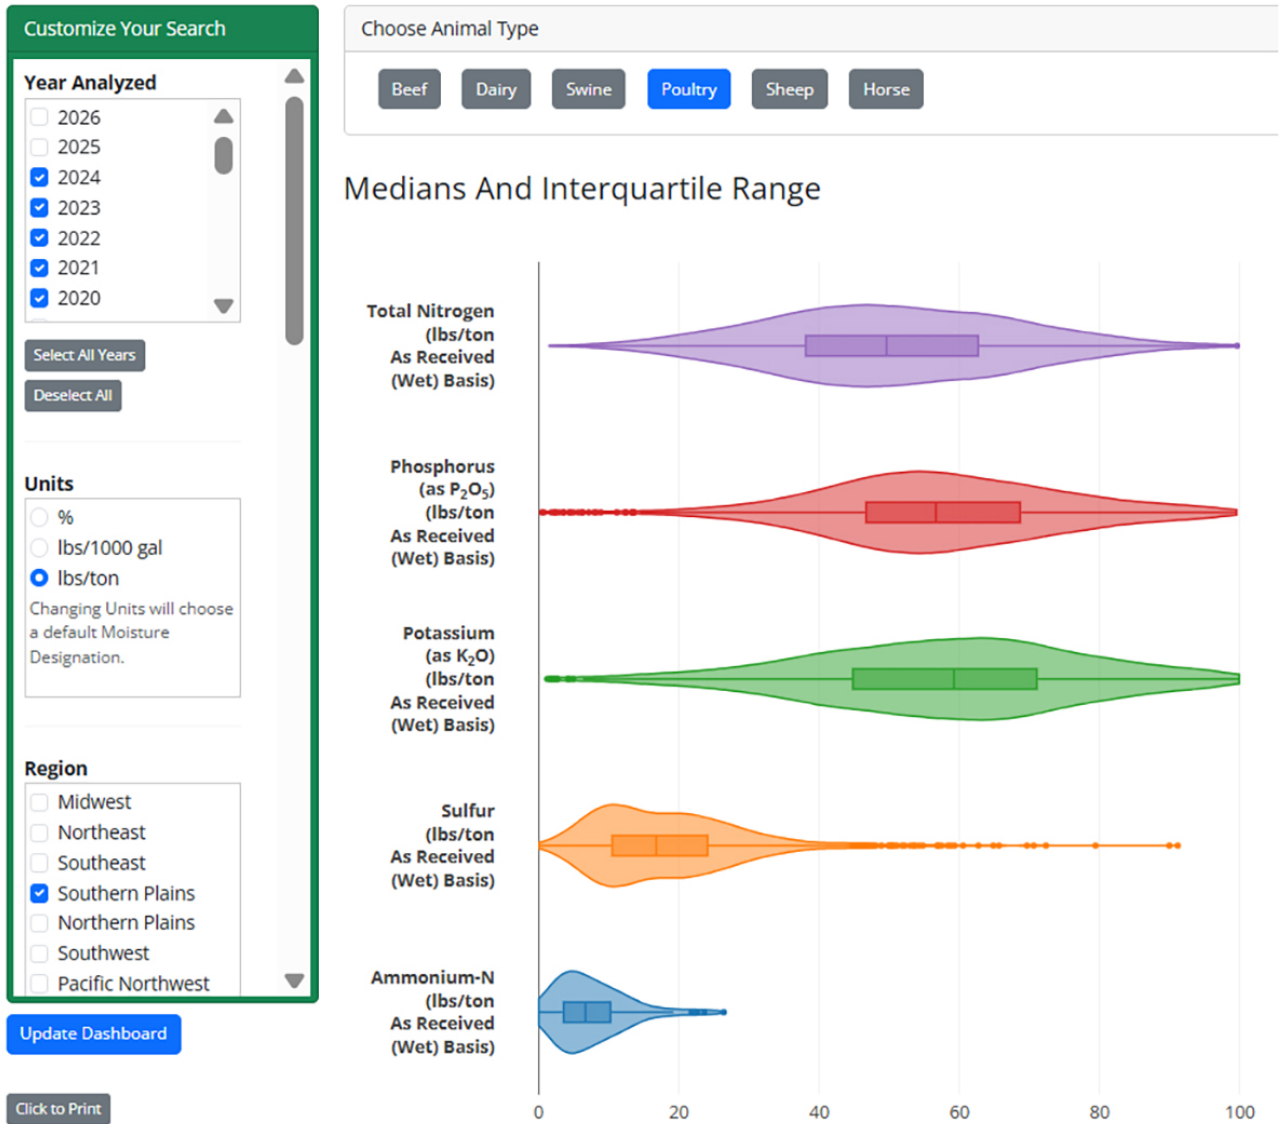 Customize Your Search
Year Analyzed
2026
2025
2024
2023
2022
2021
2020
Select All Years
Deselect All
Units
%
lbs/1000 gal
lbs/ton
Changing Units will choose
a default Moisture
Designation.
Region
Midwest
Northeast
Southeast
Southern Plains
Northern Plains
Southwest
Pacific Northwest
Update Dashboard
Click to Print
Choose Animal Type
Beef
Dairy
Swine
Poultry
Sheep
Horse
Medians And Interquartile Range
Total Nitrogen
(lbs/ton
As Received
(Wet) Basis)
Phosphorus
(as P₂O₅)
(lbs/ton
As Received
(Wet) Basis)
Potassium
(as K₂O)
(lbs/ton
As Received
(Wet) Basis)
Sulfur
(lbs/ton
As Received
(Wet) Basis)
Ammonium-N
(lbs/ton
As Received
(Wet) Basis)
0 20 40 60 80 100